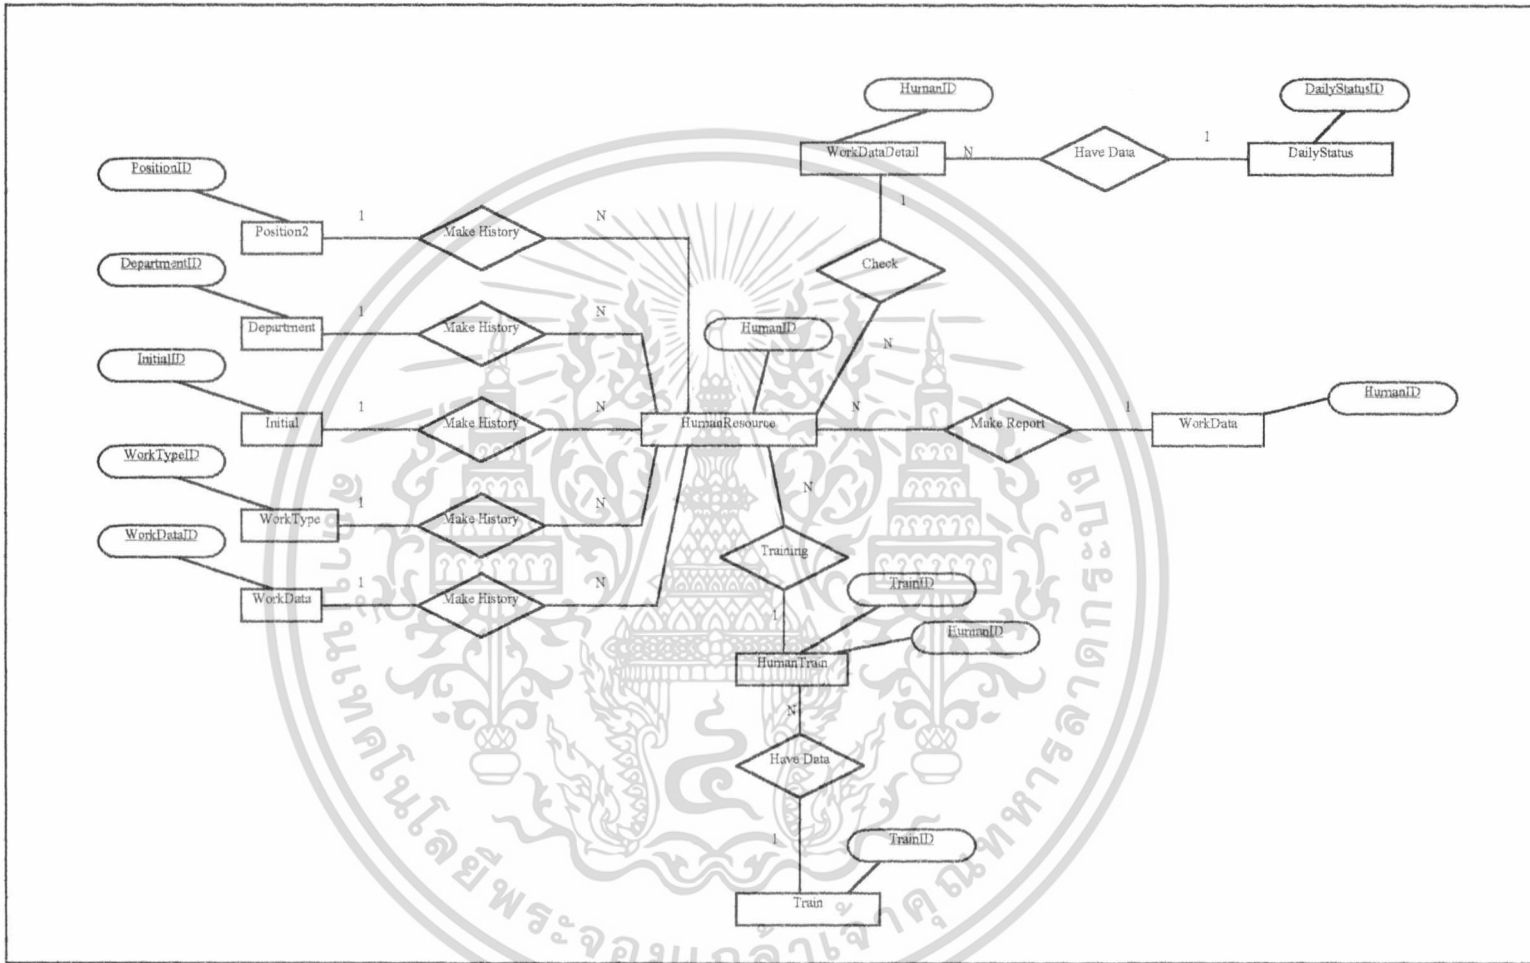 HumanID
DailyStatusID
WorkDataDetail
N
Have Data
1
DailyStatus
PositionID
1
Position2
1
Make History
N
DepartmentID
Check
Department
1
Make History
N
HumanID
N
InitialID
Initial
1
Make History
N
HumanResource
N
Make Report
1
WorkData
HumanID
WorkTypeID
WorkType
1
Make History
N
N
WorkDataID
WorkData
1
Make History
N
Training
TrainID
1
HumanID
HumanTrain
N
Have Data
1
TrainID
Train